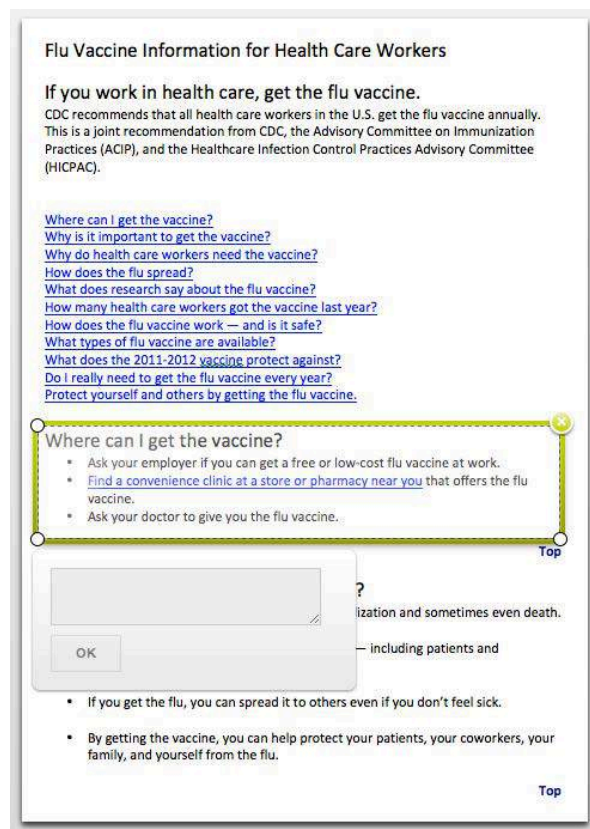 Flu Vaccine Information for Health Care Workers
If you work in health care, get the flu vaccine.
CDC recommends that all health care workers in the U.S. get the flu vaccine annually.
This is a joint recommendation from CDC, the Advisory Committee on Immunization
Practices (ACIP), and the Healthcare Infection Control Practices Advisory Committee
(HICPAC).
Where can I get the vaccine?
Why is it important to get the vaccine?
Why do health care workers need the vaccine?
How does the flu spread?
What does research say about the flu vaccine?
How many health care workers got the vaccine last year?
How does the flu vaccine work — and is it safe?
What types of flu vaccine are available?
What does the 2011-2012 vaccine protect against?
Do I really need to get the flu vaccine every year?
Protect yourself and others by getting the flu vaccine.
Where can I get the vaccine?
• Ask your employer if you can get a free or low-cost flu vaccine at work.
• Find a convenience clinic at a store or pharmacy near you that offers the flu
vaccine.
• Ask your doctor to give you the flu vaccine.
Top
?
ization and sometimes even death.
— including patients and
OK
• If you get the flu, you can spread it to others even if you don't feel sick.
• By getting the vaccine, you can help protect your patients, your coworkers, your
family, and yourself from the flu.
Top